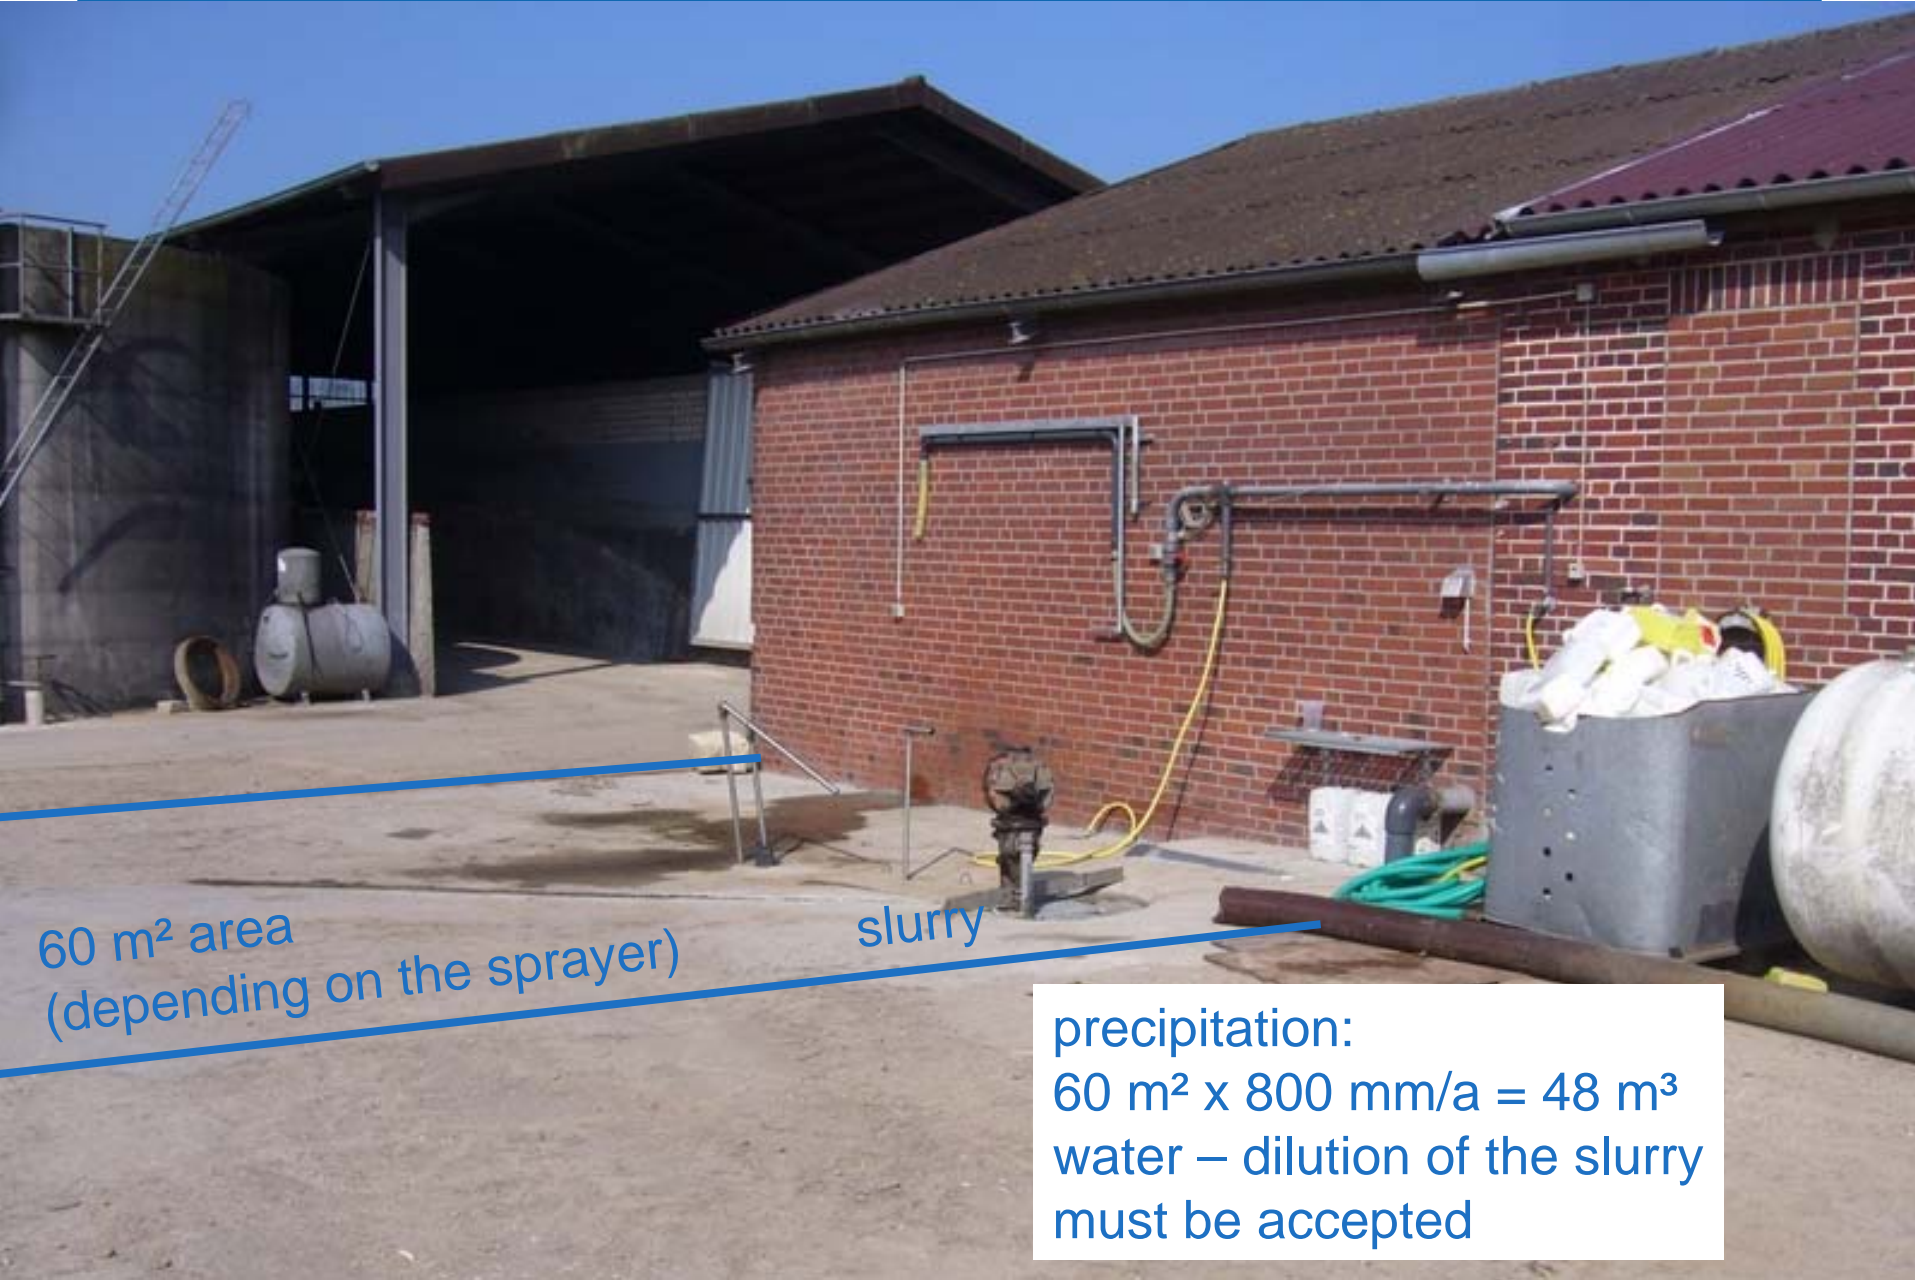 60 m² area
(depending on the sprayer)
slurry
precipitation:
60 m² x 800 mm/a = 48 m³
water – dilution of the slurry
must be accepted